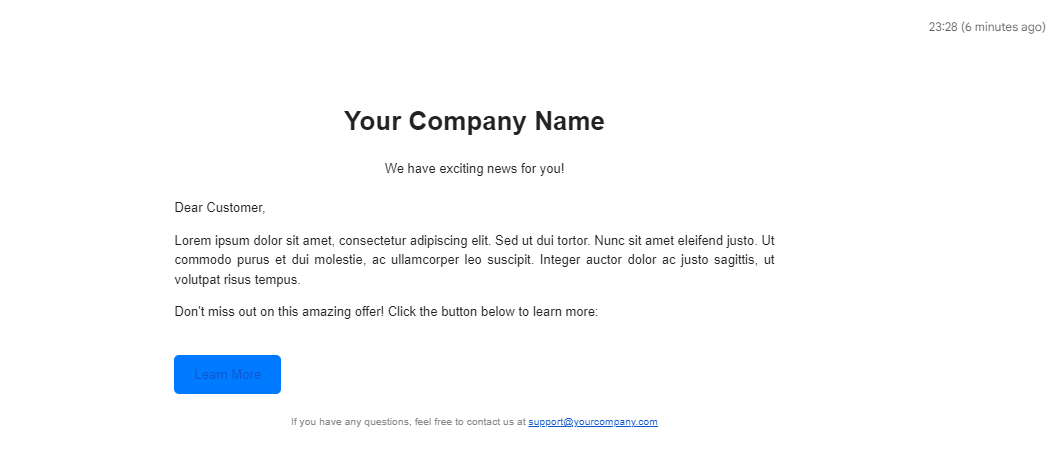 23:28 (6 minutes ago)
Your Company Name
We have exciting news for you!
Dear Customer,
Lorem ipsum dolor sit amet, consectetur adipiscing elit. Sed ut dui tortor. Nunc sit amet eleifend justo. Ut
commodo purus et dui molestie, ac ullamcorper leo suscipit. Integer auctor dolor ac justo sagittis, ut
volutpat risus tempus.
Don't miss out on this amazing offer! Click the button below to learn more:
Learn More
If you have any questions, feel free to contact us at support@yourcompany.com